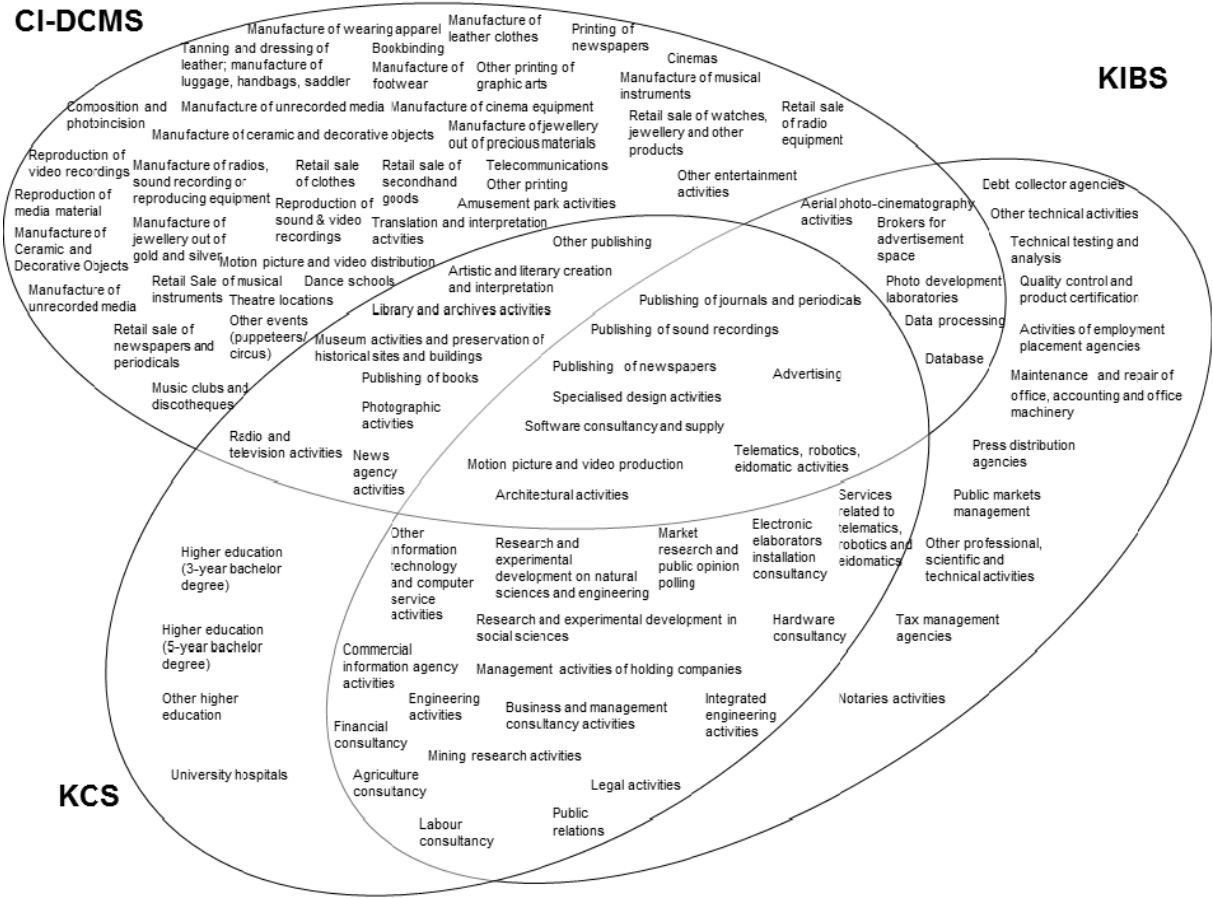 CI-DCMS
KIBS
KCS
Manufacture of wearing apparel
Manufacture of
leather clothes
Printing of
newspapers
Tanning and dressing of
leather; manufacture of
luggage, handbags, saddler
Bookbinding
Manufacture of
footwear
Other printing of
graphic arts
Cinemas
Manufacture of musical
instruments
Composition and
photoincision
Manufacture of unrecorded media
Manufacture of cinema equipment
Retail sale of watches,
jewellery and other
products
Retail sale
of radio
equipment
Manufacture of ceramic and decorative objects
Manufacture of jewellery
out of precious materials
Reproduction of
video recordings
Manufacture of radios,
sound recording or
reproducing equipment
Retail sale
of clothes
Retail sale of
secondhand
goods
Telecommunications
Other printing
Other entertainment
activities
Reproduction of
media material
Reproduction of
sound & video
recordings
Amusement park activities
Manufacture of
Ceramic and
Decorative Objects
Manufacture of
jewellery out of
gold and silver
Translation and interpretation
activities
Motion picture and video distribution
Manufacture of
unrecorded media
Retail Sale of musical
instruments
Dance schools
Theatre locations
Retail sale of
newspapers and
periodicals
Other events
(puppeteers/
circus)
Music clubs and
discotheques
Other publishing
Artistic and literary creation
and interpretation
Library and archives activities
Museum activities and preservation of
historical sites and buildings
Publishing of books
Photographic
activities
Radio and
television activities
News
agency
activities
Publishing of journals and periodicals
Publishing of sound recordings
Publishing of newspapers
Advertising
Specialised design activities
Software consultancy and supply
Motion picture and video production
Telematics, robotics,
eidomatic activities
Architectural activities
Aerial photo-cinematography
activities
Brokers for
advertisement
space
Photo development
laboratories
Data processing
Database
Debt collector agencies
Other technical activities
Technical testing and
analysis
Quality control and
product certification
Activities of employment
placement agencies
Maintenance and repair of
office, accounting and office
machinery
Press distribution
agencies
Public markets
management
Other professional,
scientific and
technical activities
Tax management
agencies
Notaries activities
Services
related to
telematics,
robotics and
eidomatics
Higher education
(3-year bachelor
degree)
Higher education
(5-year bachelor
degree)
Other higher
education
University hospitals
Other
information
technology
and computer
service
activities
Research and
experimental
development on natural
sciences and engineering
Market
research and
public opinion
polling
Electronic
elaborators
installation
consultancy
Research and experimental development in
social sciences
Hardware
consultancy
Commercial
information agency
activities
Management activities of holding companies
Engineering
activities
Business and management
consultancy activities
Integrated
engineering
activities
Financial
consultancy
Mining research activities
Agriculture
consultancy
Legal activities
Labour
consultancy
Public
relations